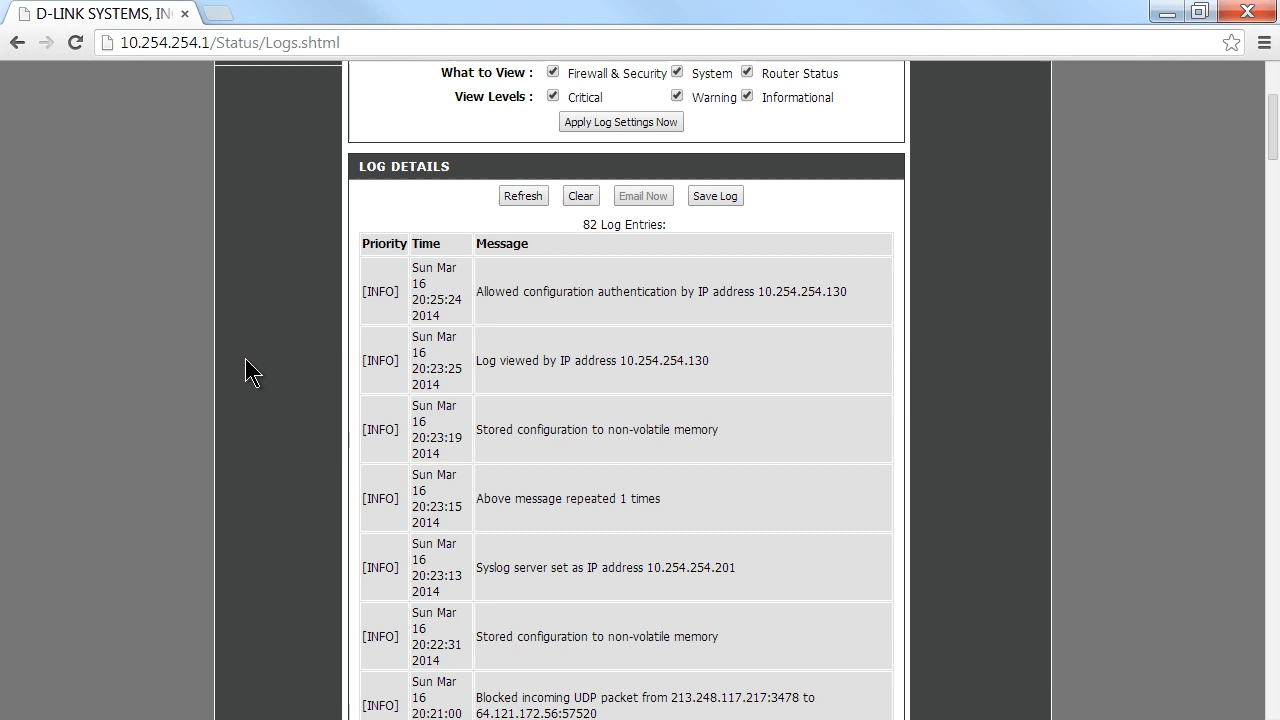 D-LINK SYSTEMS, IN
10.254.254.1/Status/Logs.shtml
What to View : Firewall & Security System Router Status
View Levels : Critical Warning Informational
Apply Log Settings Now
LOG DETAILS
Refresh Clear Email Now Save Log
82 Log Entries:
Priority Time Message
[INFO] Sun Mar 16 20:25:24 2014 Allowed configuration authentication by IP address 10.254.254.130
[INFO] Sun Mar 16 20:23:25 2014 Log viewed by IP address 10.254.254.130
[INFO] Sun Mar 16 20:23:19 2014 Stored configuration to non-volatile memory
[INFO] Sun Mar 16 20:23:15 2014 Above message repeated 1 times
[INFO] Sun Mar 16 20:23:13 2014 Syslog server set as IP address 10.254.254.201
[INFO] Sun Mar 16 20:22:31 2014 Stored configuration to non-volatile memory
[INFO] Sun Mar 16 20:21:00 Blocked incoming UDP packet from 213.248.117.217:3478 to
64.121.172.56:57520